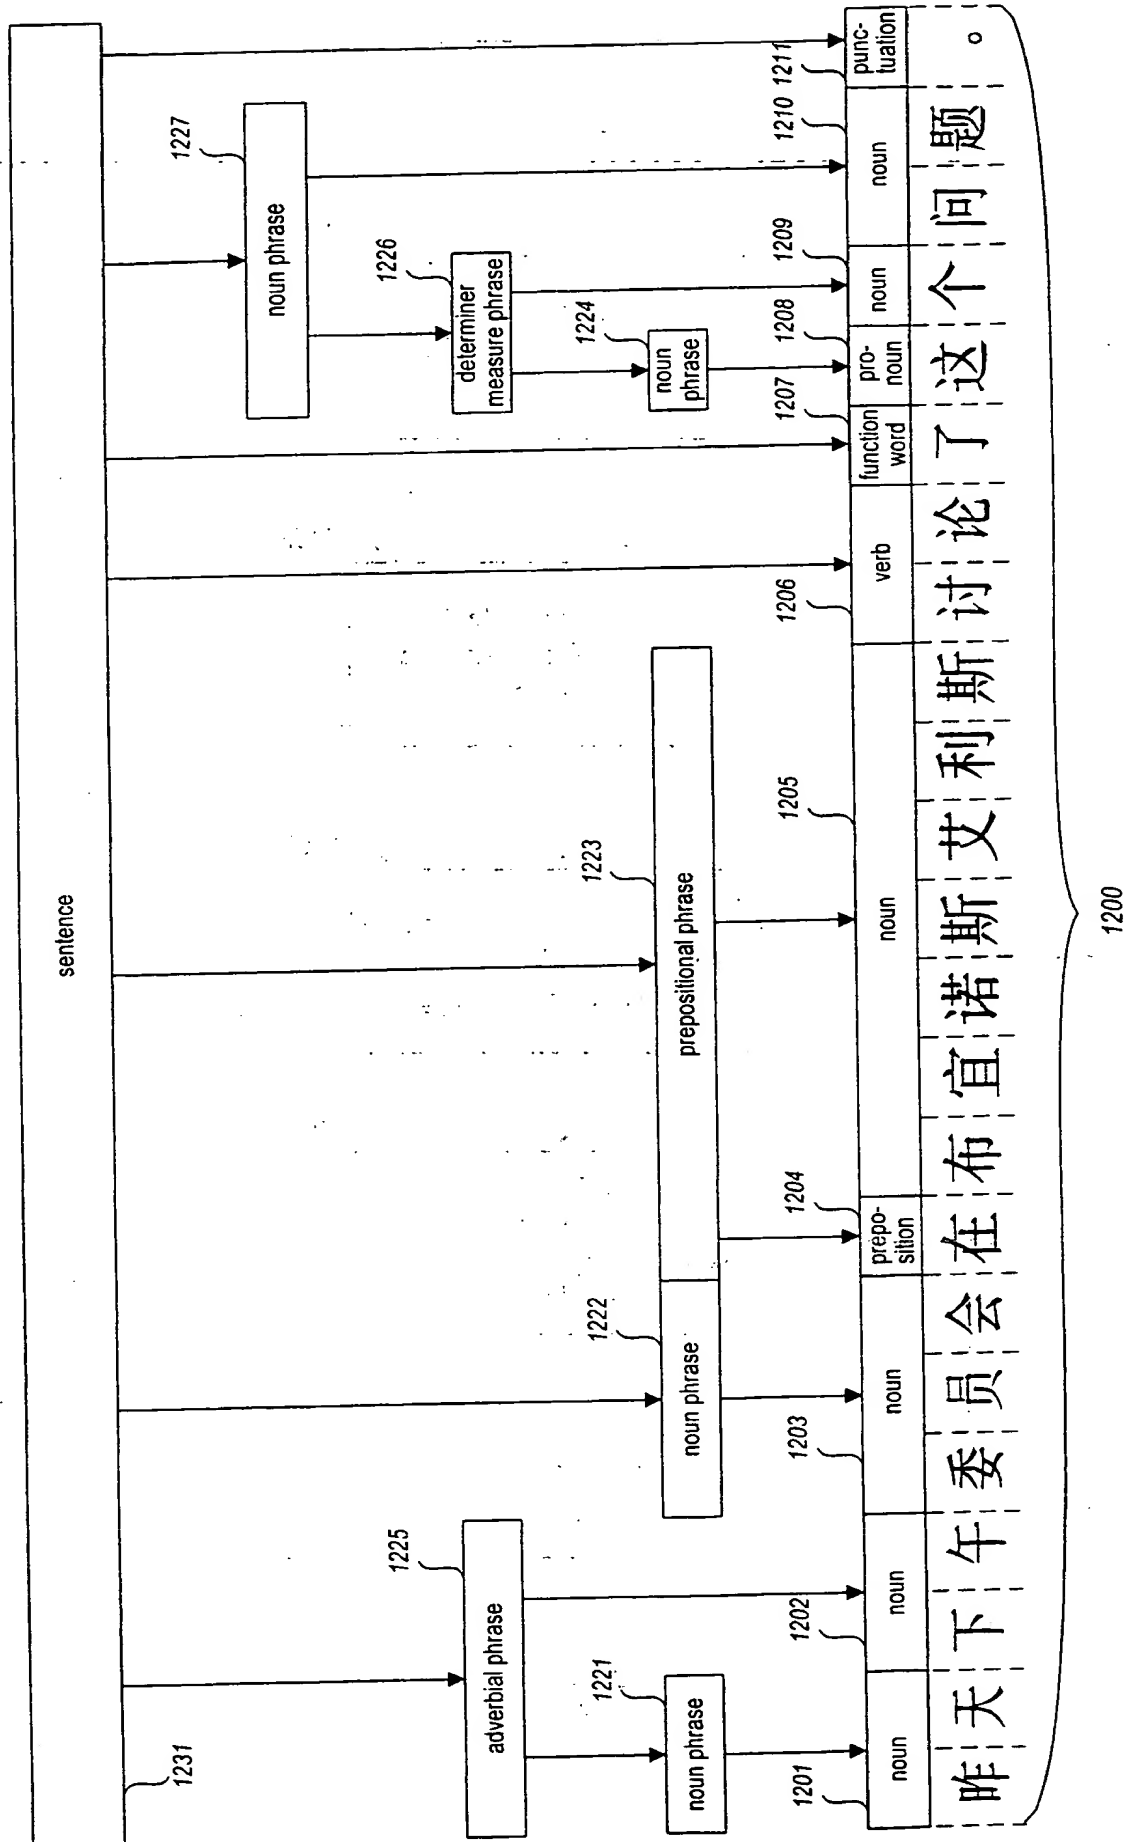 sentence
1231
noun phrase
1227
adverbial phrase
1225
determiner
measure phrase
1226
noun phrase
1221
noun phrase
1222
prepositional phrase
1223
noun
phrase
1224
1201
1202
1203
1204
1205
1206
1207
1208
1209
1210
1211
noun
noun
noun
prepo-
sition
noun
verb
function
word
pro-
noun
noun
noun
punc-
tuation
昨天下午委员会在布宜诺斯艾利斯讨论了这个问题。
1200